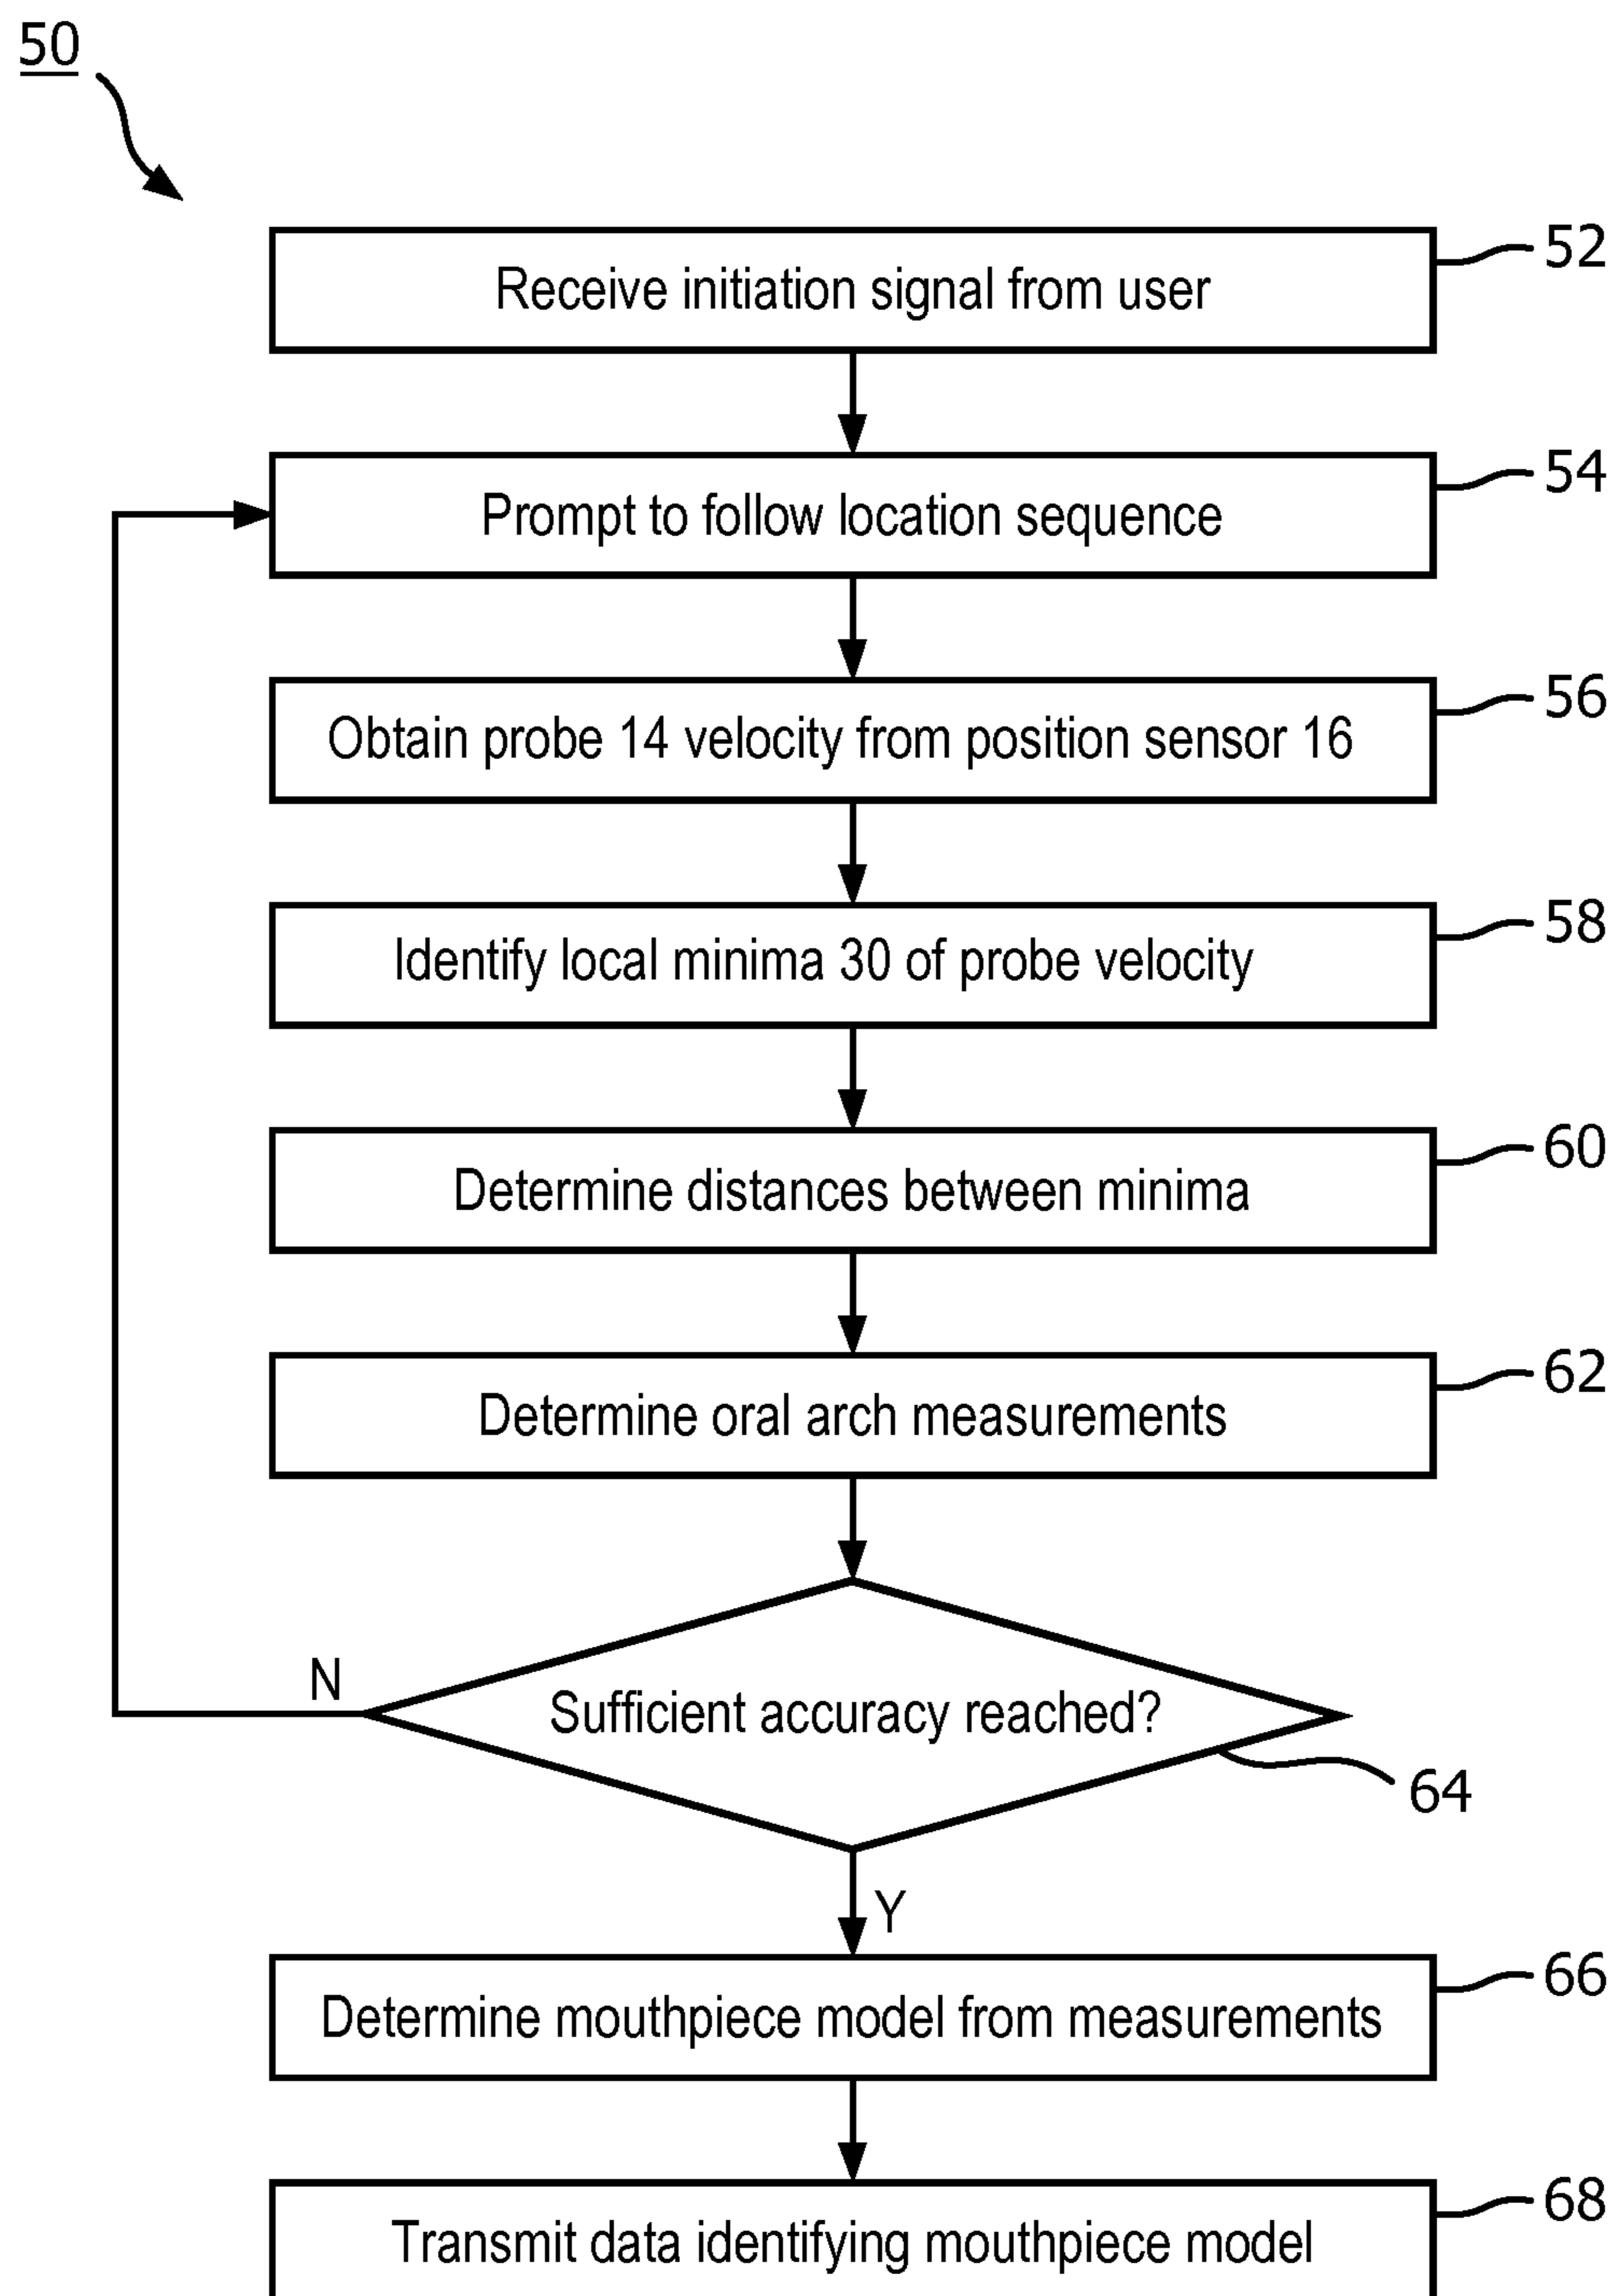 50
Receive initiation signal from user
52
Prompt to follow location sequence
54
Obtain probe 14 velocity from position sensor 16
56
Identify local minima 30 of probe velocity
58
Determine distances between minima
60
Determine oral arch measurements
62
N
Sufficient accuracy reached?
64
Y
Determine mouthpiece model from measurements
66
Transmit data identifying mouthpiece model
68